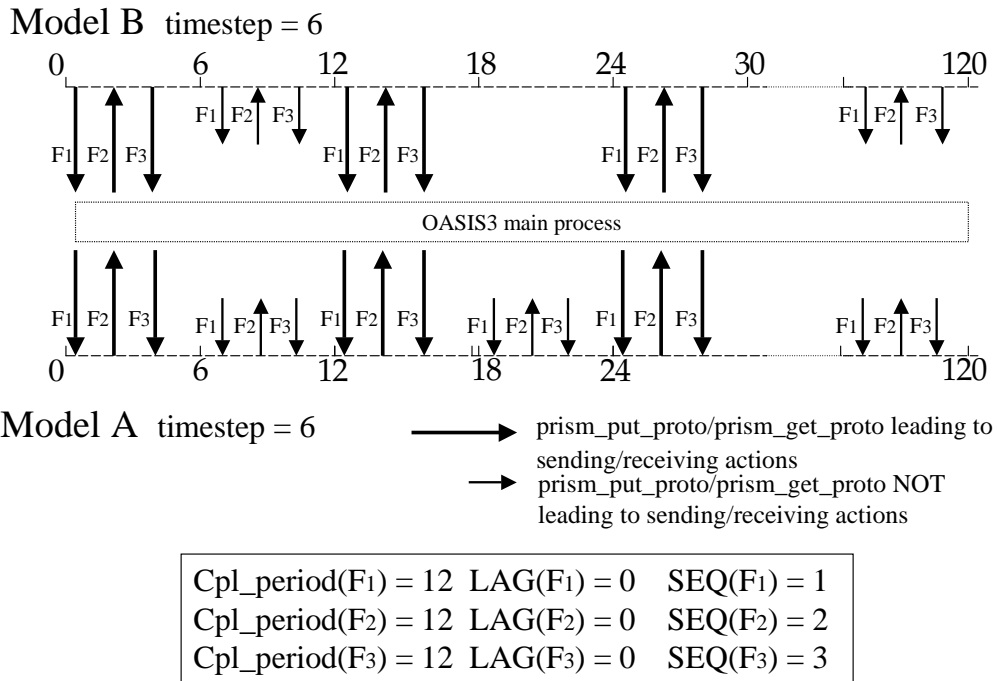 Model B timestep = 6
0 6 12 18 24 30 120
F1 F2 F3
F1 F2 F3 F1 F2 F3 F1 F2 F3 F1 F2 F3
OASIS3 main process
F1 F2 F3 F1 F2 F3 F1 F2 F3 F1 F2 F3 F1 F2 F3 F1 F2 F3
0 6 12 18 24 120
Model A timestep = 6
prism_put_proto/prism_get_proto leading to
sending/receiving actions
prism_put_proto/prism_get_proto NOT
leading to sending/receiving actions
Cpl_period(F1) = 12 LAG(F1) = 0 SEQ(F1) = 1
Cpl_period(F2) = 12 LAG(F2) = 0 SEQ(F2) = 2
Cpl_period(F3) = 12 LAG(F3) = 0 SEQ(F3) = 3